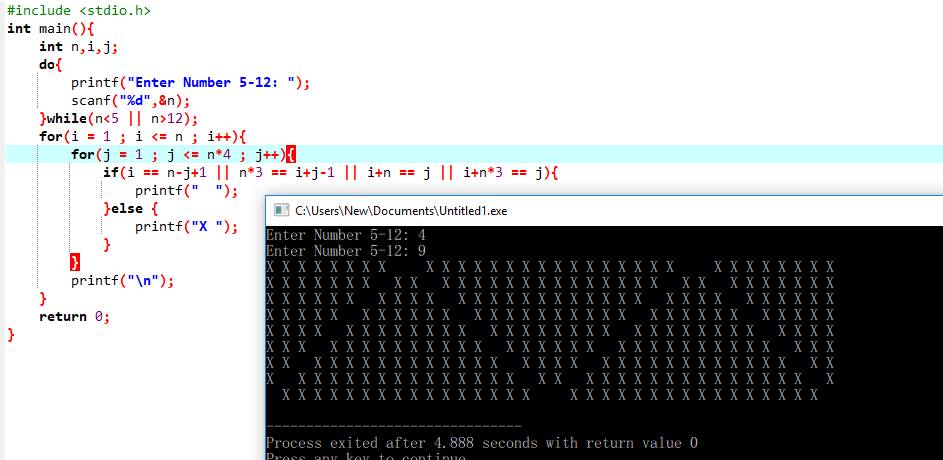 #include <stdio.h>
int main(){
    int n,i,j;
    do{
        printf("Enter Number 5-12: ");
        scanf("%d",&n);
    }while(n<5 || n>12);
    for(i = 1 ; i <= n ; i++){
        for(j = 1 ; j <= n*4 ; j++){
            if(i == n-j+1 || n*3 == i+j-1 || i+n == j || i+n*3 == j){
                printf("  ");
            }else {
                printf("X ");
            }
        }
        printf("\n");
    }
    return 0;
}
C:\Users\New\Documents\Untitled1.exe
Enter Number 5-12: 4
Enter Number 5-12: 9
X X X X X X X X     X X X X X X X X X X X X X X X X     X X X X X X X X
X X X X X X X   X X   X X X X X X X X X X X X X X   X X   X X X X X X X
X X X X X X   X X X X   X X X X X X X X X X X X   X X X X   X X X X X X
X X X X X   X X X X X X   X X X X X X X X X X   X X X X X X   X X X X X
X X X X   X X X X X X X X   X X X X X X X X   X X X X X X X X   X X X X
X X X   X X X X X X X X X X   X X X X X X   X X X X X X X X X X   X X X
X X   X X X X X X X X X X X X   X X X X   X X X X X X X X X X X X   X X
X   X X X X X X X X X X X X X X   X X   X X X X X X X X X X X X X X   X
  X X X X X X X X X X X X X X X X     X X X X X X X X X X X X X X X X
--------------------------------
Process exited after 4.888 seconds with return value 0
Press any key to continue